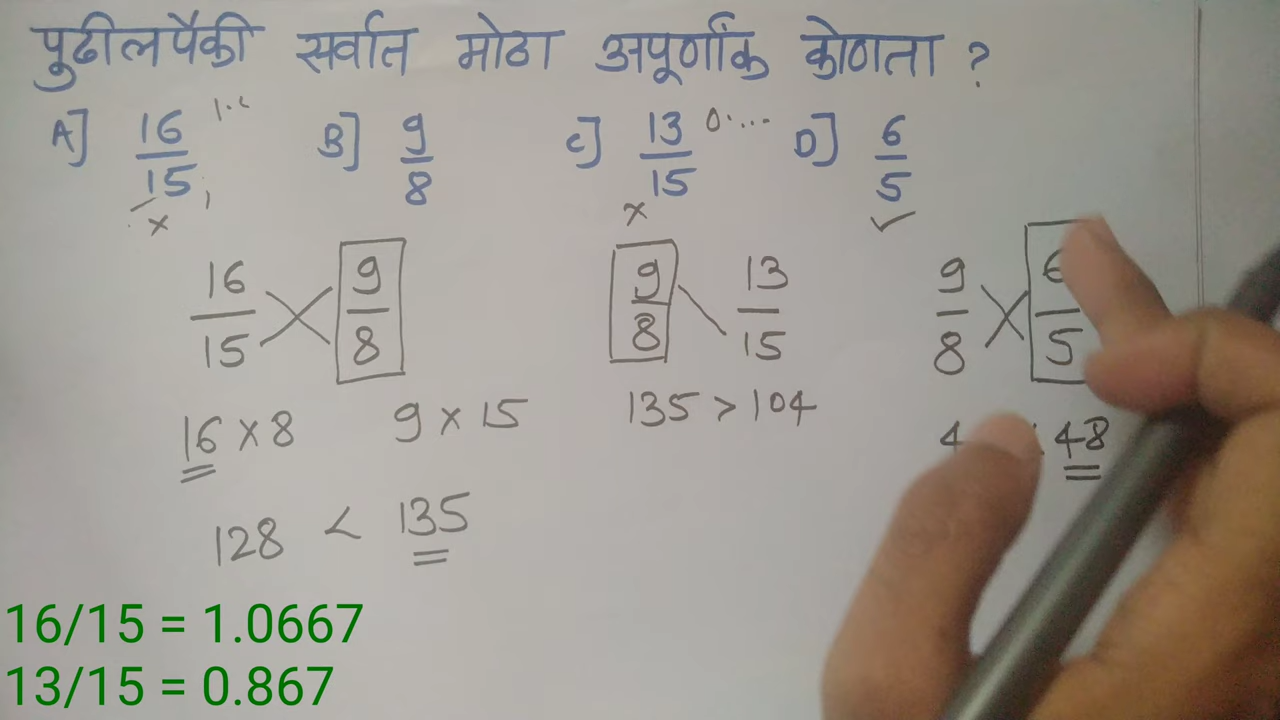 पुढीलपैकी सर्वात मोठा अपूर्णांक कोणता ?
A] 16/15 B] 9/8 C] 13/15 0.... D] 6/5
x x ✓
16/15 9/8 9/8 13/15 9/8 5
16 x 8 9 x 15 135 > 104 4 48
128 < 135
16/15 = 1.0667
13/15 = 0.867